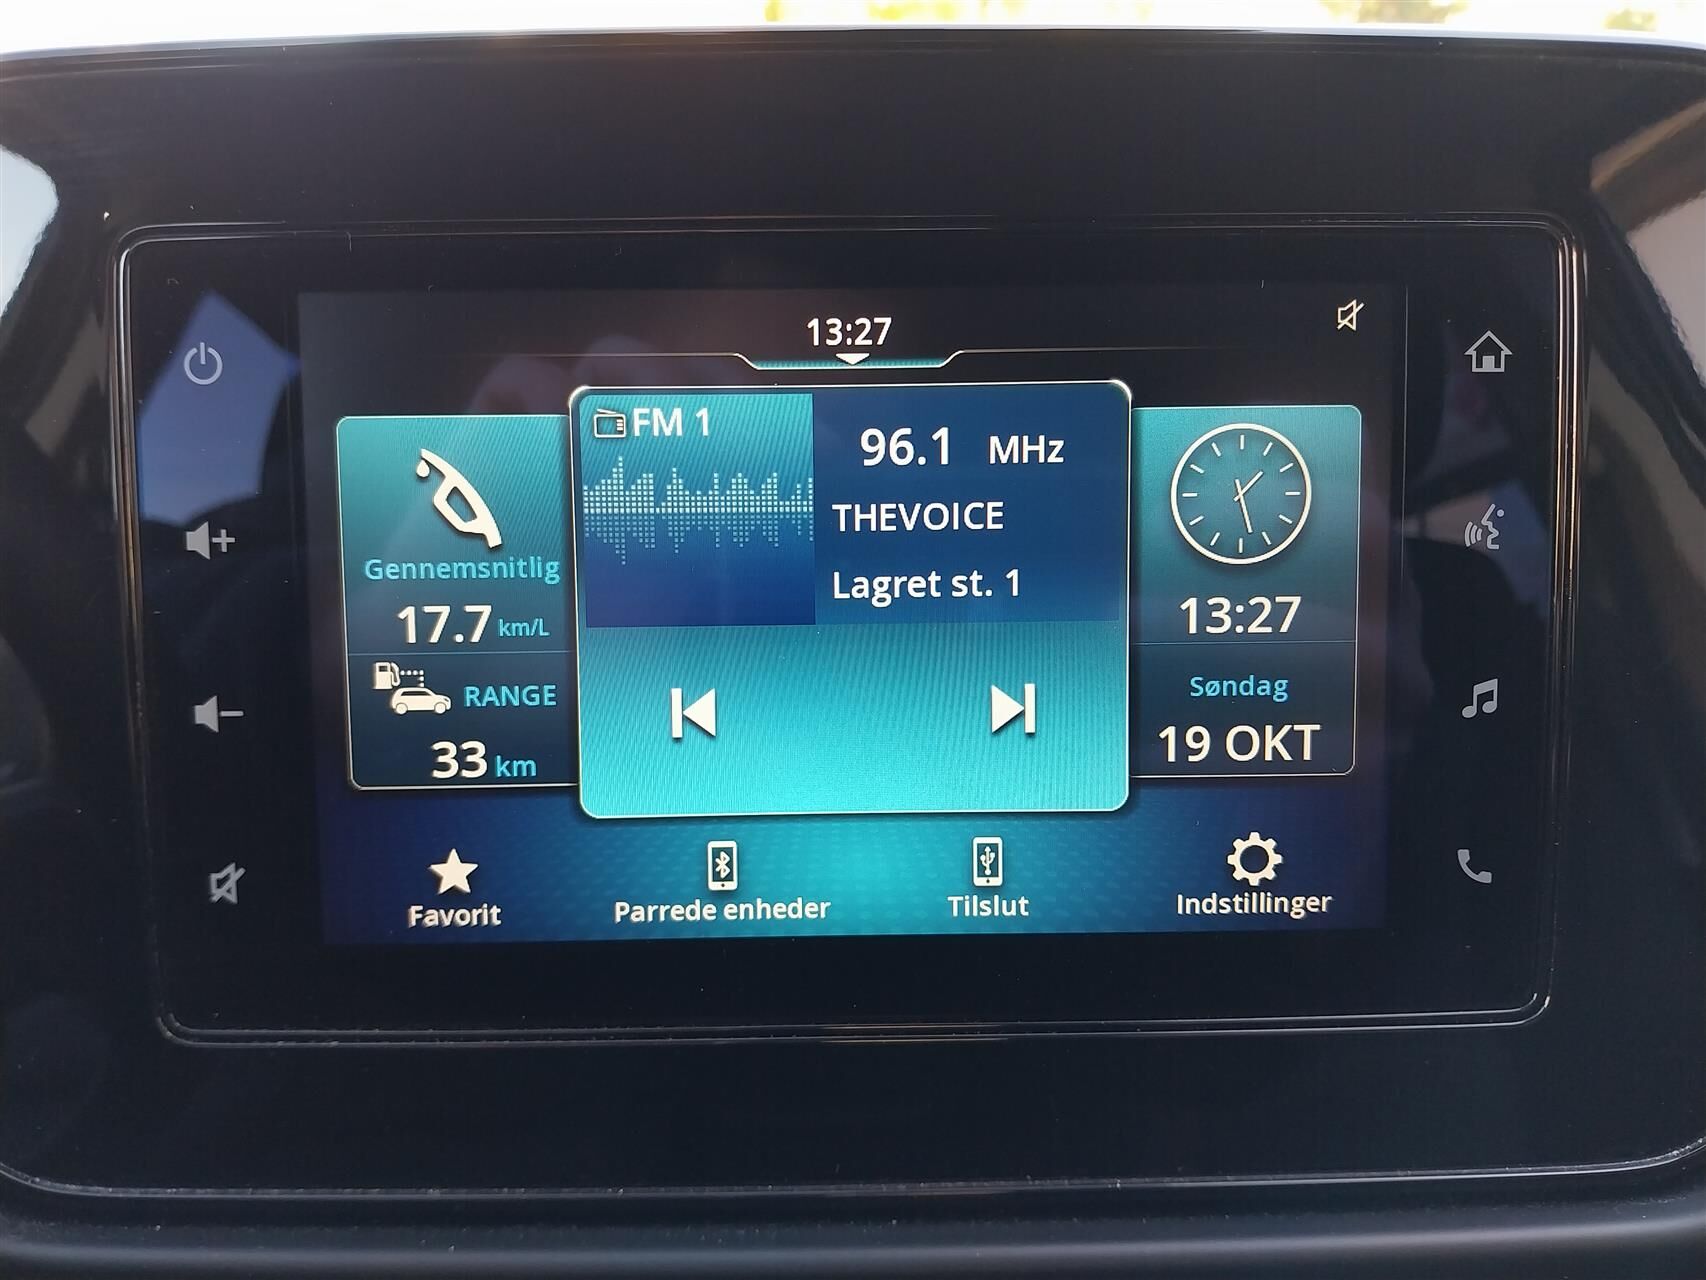 13:27
FM 1
96.1 MHz
THEVOICE
Lagret st. 1
Gennemsnitlig
17.7 km/L
RANGE
33 km
13:27
Søndag
19 OKT
Favorit
Parrede enheder
Tilslut
Indstillinger